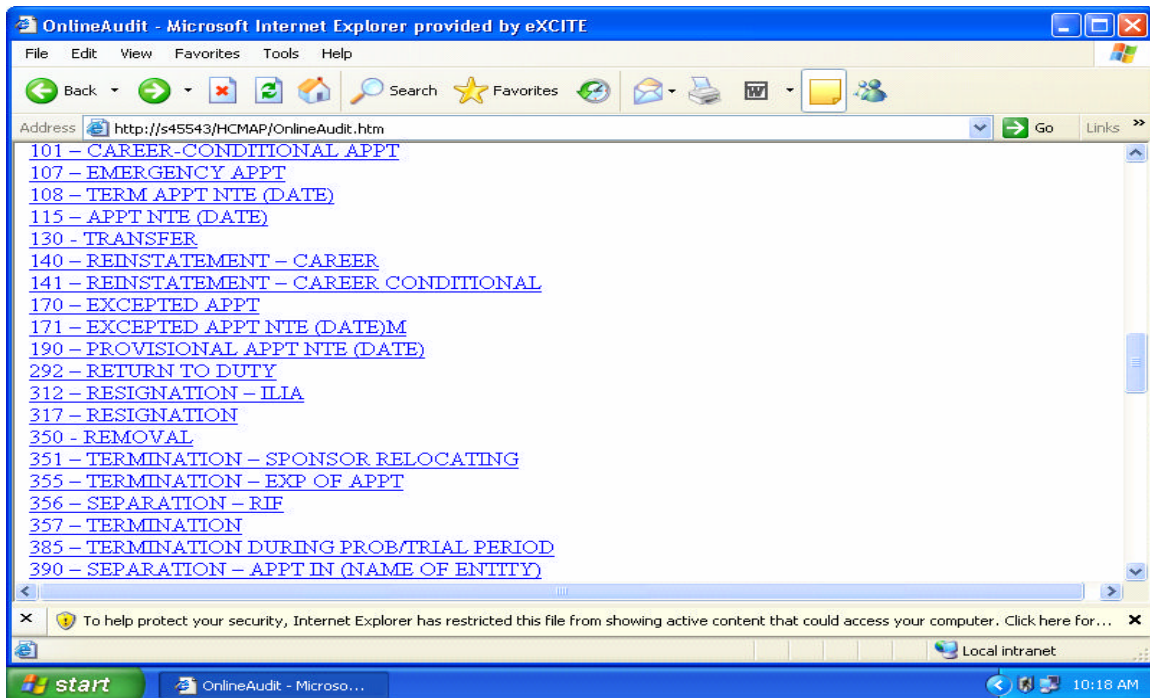 OnlineAudit - Microsoft Internet Explorer provided by eXCITE
File Edit View Favorites Tools Help
Back Search Favorites
Address http://s45543/HCMAP/OnlineAudit.htm Go Links »
101 – CAREER-CONDITIONAL APPT
107 – EMERGENCY APPT
108 – TERM APPT NTE (DATE)
115 – APPT NTE (DATE)
130 - TRANSFER
140 – REINSTATEMENT – CAREER
141 – REINSTATEMENT – CAREER CONDITIONAL
170 – EXCEPTED APPT
171 – EXCEPTED APPT NTE (DATE)M
190 – PROVISIONAL APPT NTE (DATE)
292 – RETURN TO DUTY
312 – RESIGNATION – ILIA
317 – RESIGNATION
350 - REMOVAL
351 – TERMINATION – SPONSOR RELOCATING
355 – TERMINATION – EXP OF APPT
356 – SEPARATION – RIF
357 – TERMINATION
385 – TERMINATION DURING PROB/TRIAL PERIOD
390 – SEPARATION – APPT IN (NAME OF ENTITY)
To help protect your security, Internet Explorer has restricted this file from showing active content that could access your computer. Click here for...
Local intranet
start OnlineAudit - Microso... 10:18 AM